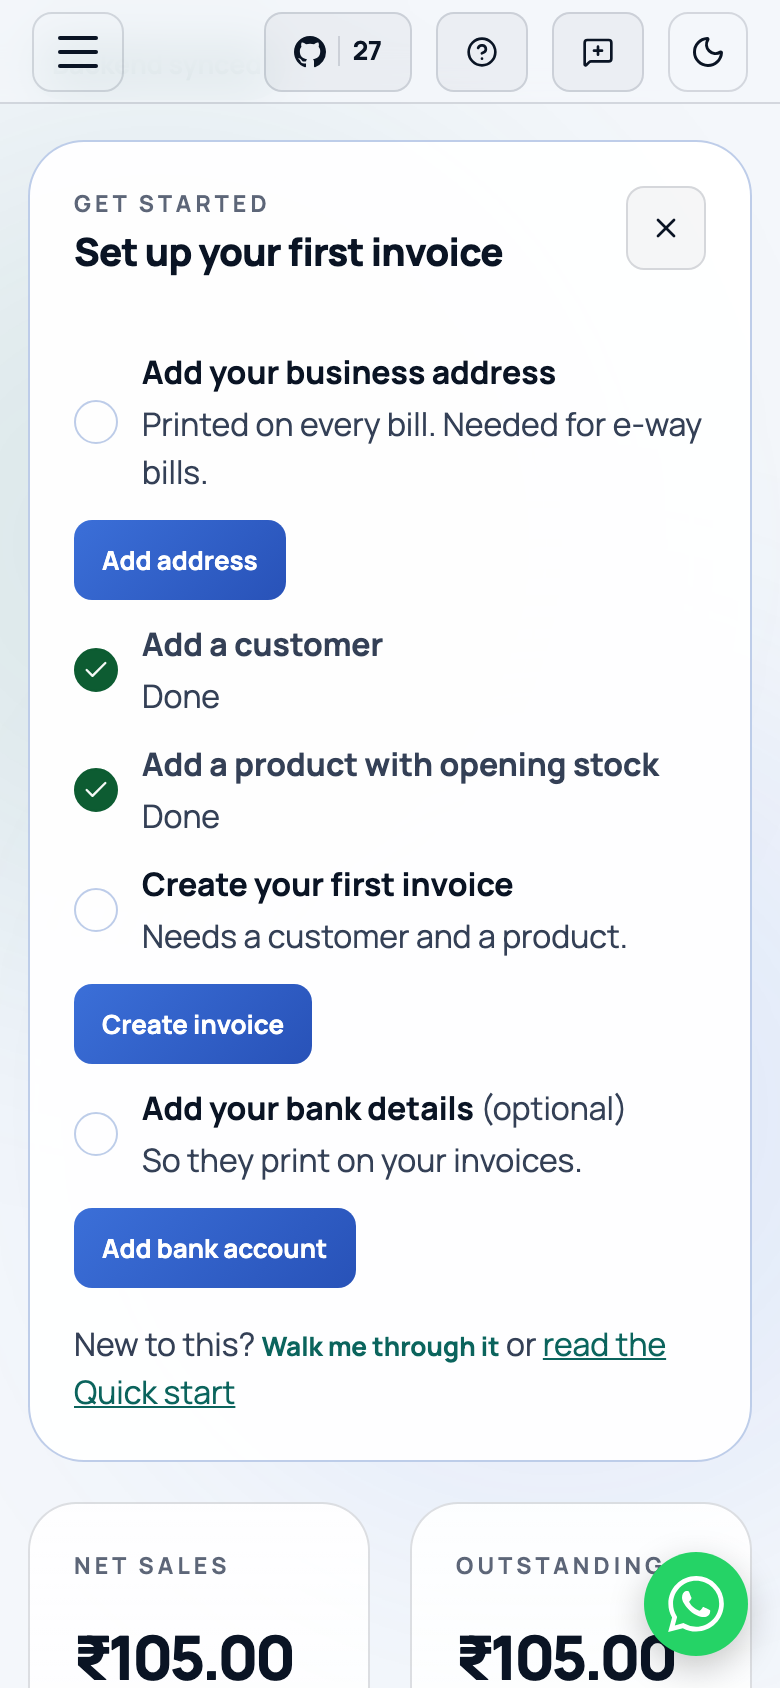 27
GET STARTED
Set up your first invoice
Add your business address
Printed on every bill. Needed for e-way
bills.
Add address
Add a customer
Done
Add a product with opening stock
Done
Create your first invoice
Needs a customer and a product.
Create invoice
Add your bank details (optional)
So they print on your invoices.
Add bank account
New to this? Walk me through it or read the
Quick start
NET SALES
OUTSTANDING
₹105.00
₹105.00